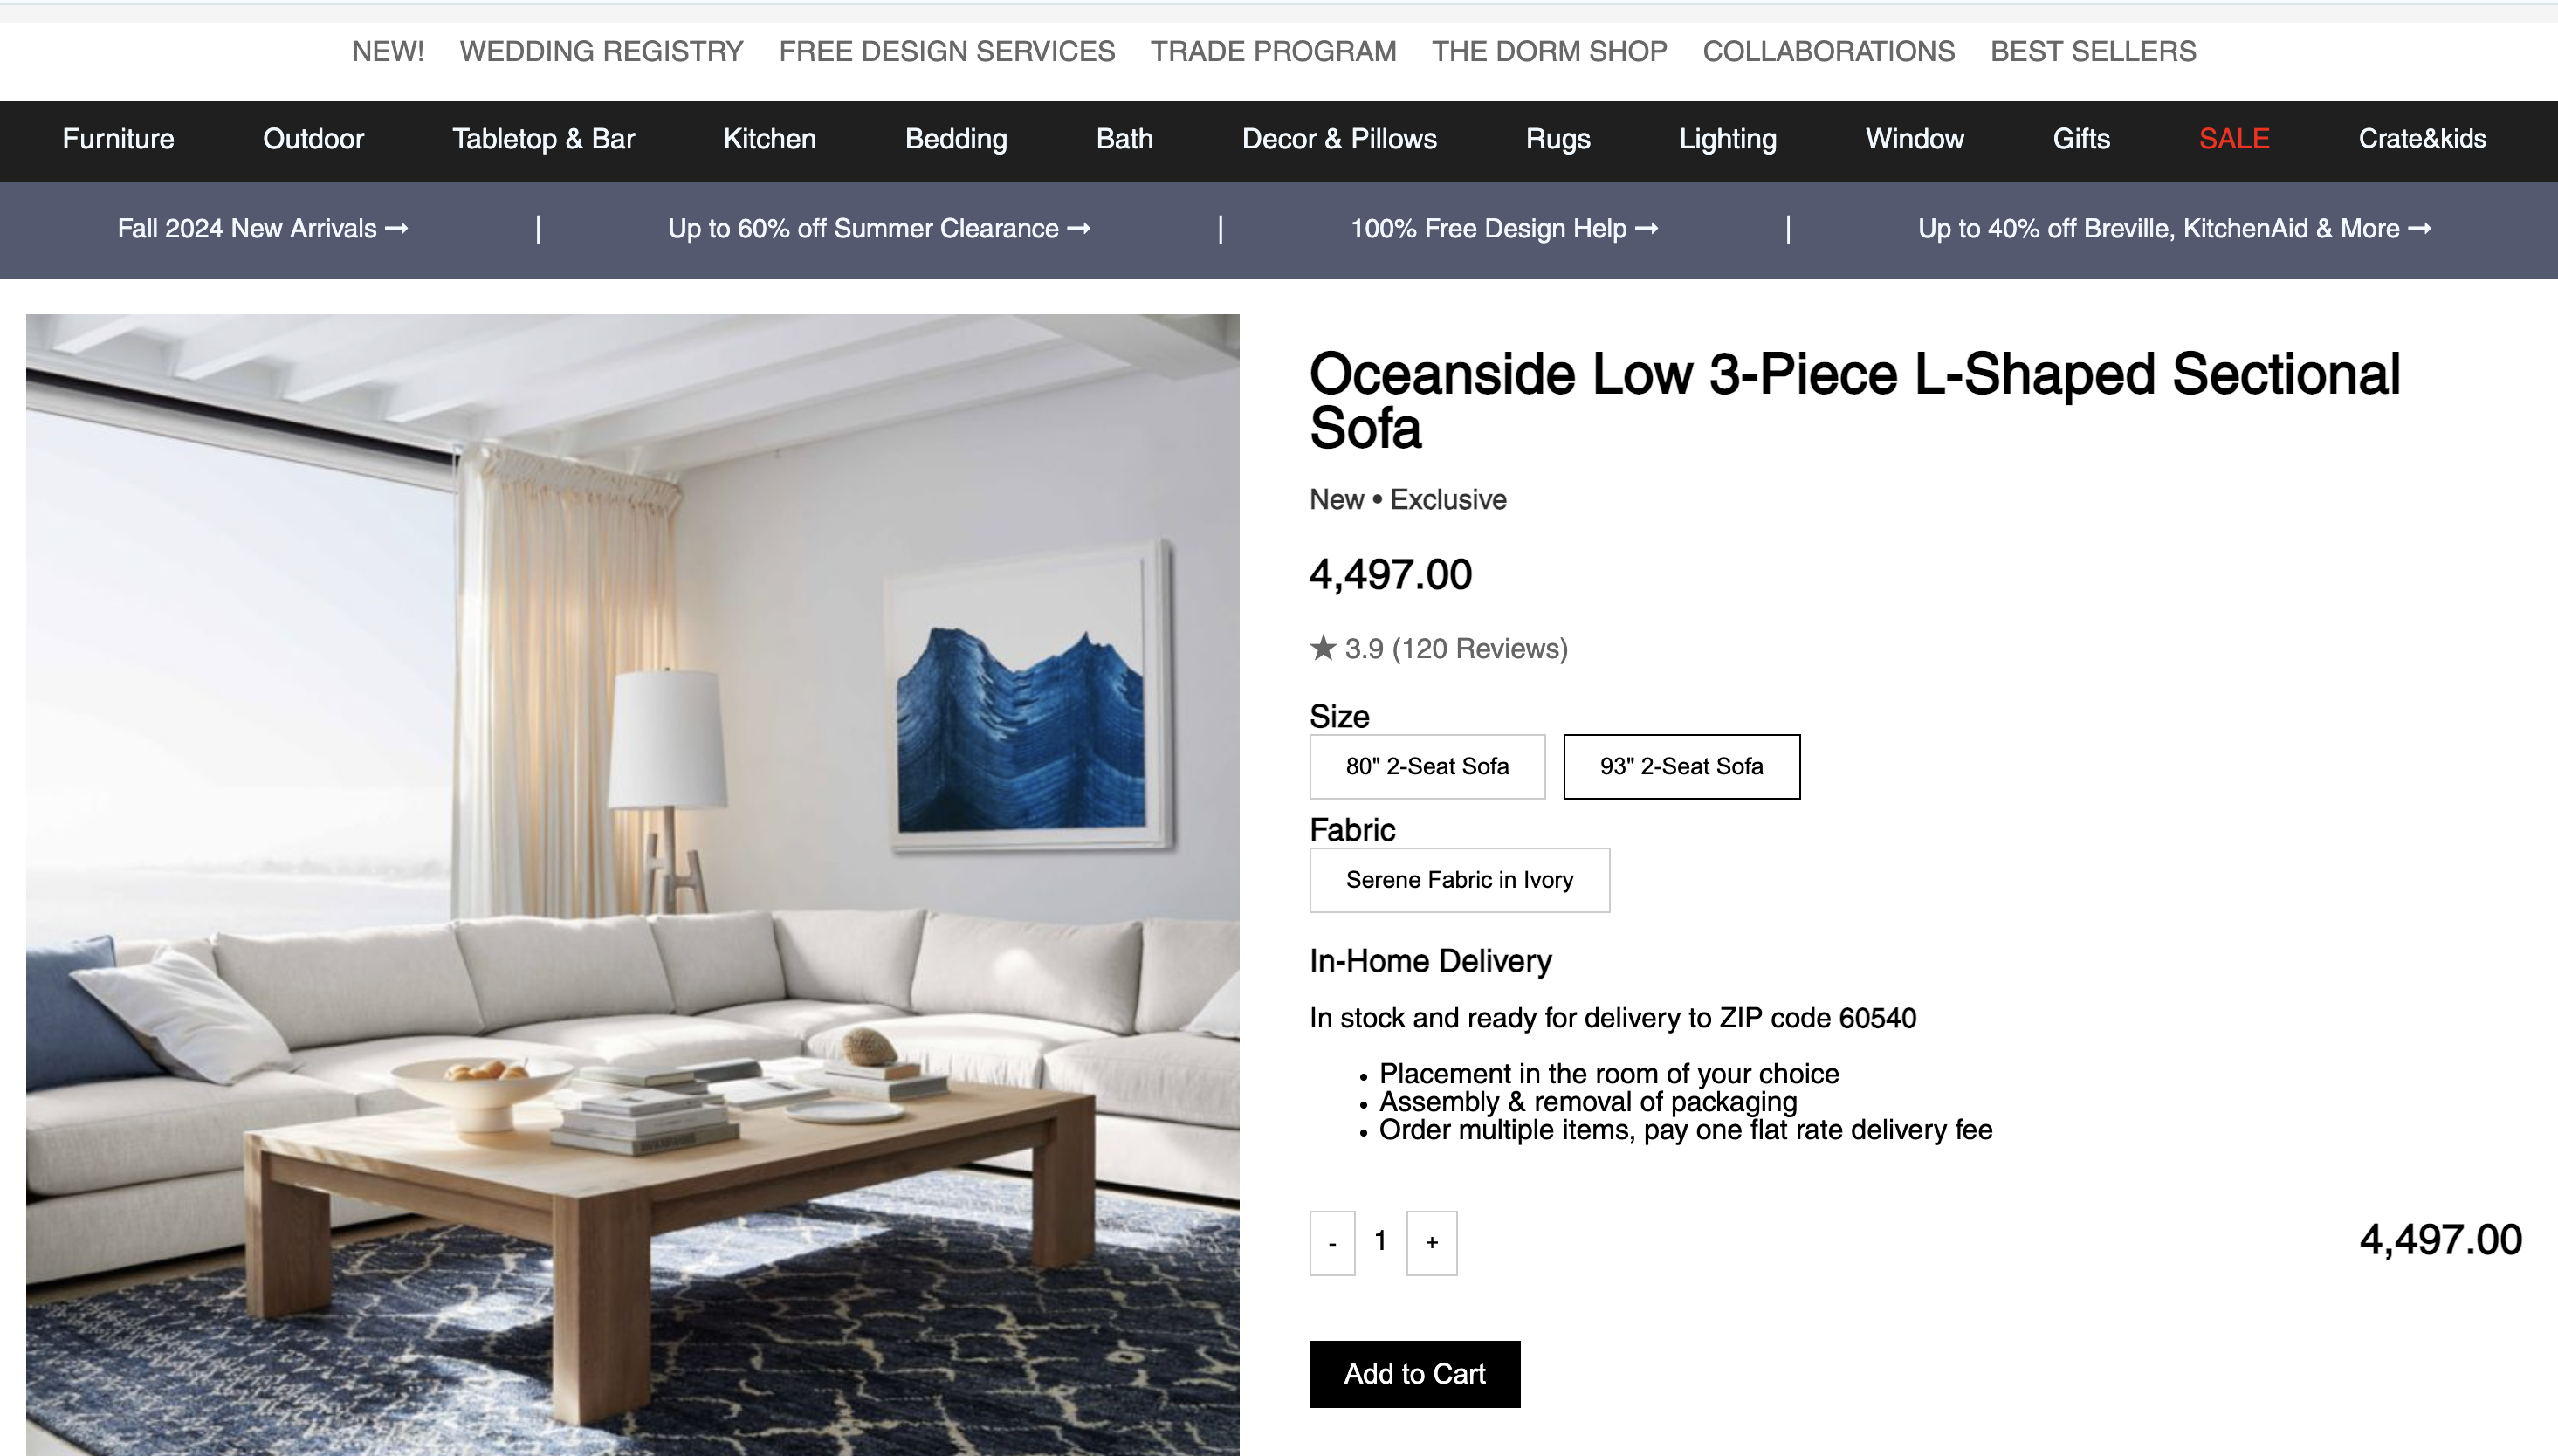 NEW! WEDDING REGISTRY FREE DESIGN SERVICES TRADE PROGRAM THE DORM SHOP COLLABORATIONS BEST SELLERS
Furniture Outdoor Tabletop & Bar Kitchen Bedding Bath Decor & Pillows Rugs Lighting Window Gifts SALE Crate&kids
Fall 2024 New Arrivals → | Up to 60% off Summer Clearance → | 100% Free Design Help → | Up to 40% off Breville, KitchenAid & More →
Oceanside Low 3-Piece L-Shaped Sectional
Sofa
New • Exclusive
4,497.00
★ 3.9 (120 Reviews)
Size
80" 2-Seat Sofa 93" 2-Seat Sofa
Fabric
Serene Fabric in Ivory
In-Home Delivery
In stock and ready for delivery to ZIP code 60540
• Placement in the room of your choice
• Assembly & removal of packaging
• Order multiple items, pay one flat rate delivery fee
- 1 + 4,497.00
Add to Cart